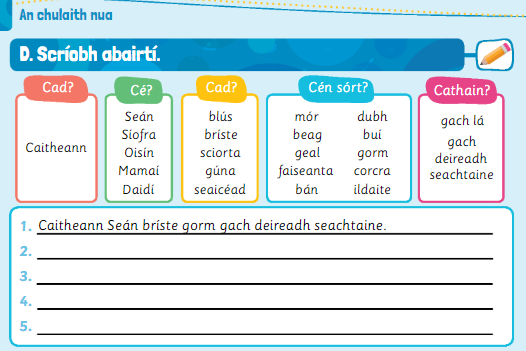 An chulaith nua
D. Scríobh abairtí.
Cad?
Caitheann
Cé?
Seán
Síofra
Oisín
Mamaí
Daidí
Cad?
blús
bríste
sciorta
gúna
seaicéad
Cén sórt?
mór dubh
beag buí
geal gorm
faiseanta corcra
bán ildaite
Cathain?
gach lá
gach
deireadh
seachtaine
1. Caitheann Seán bríste gorm gach deireadh seachtaine.
2.
3.
4.
5.